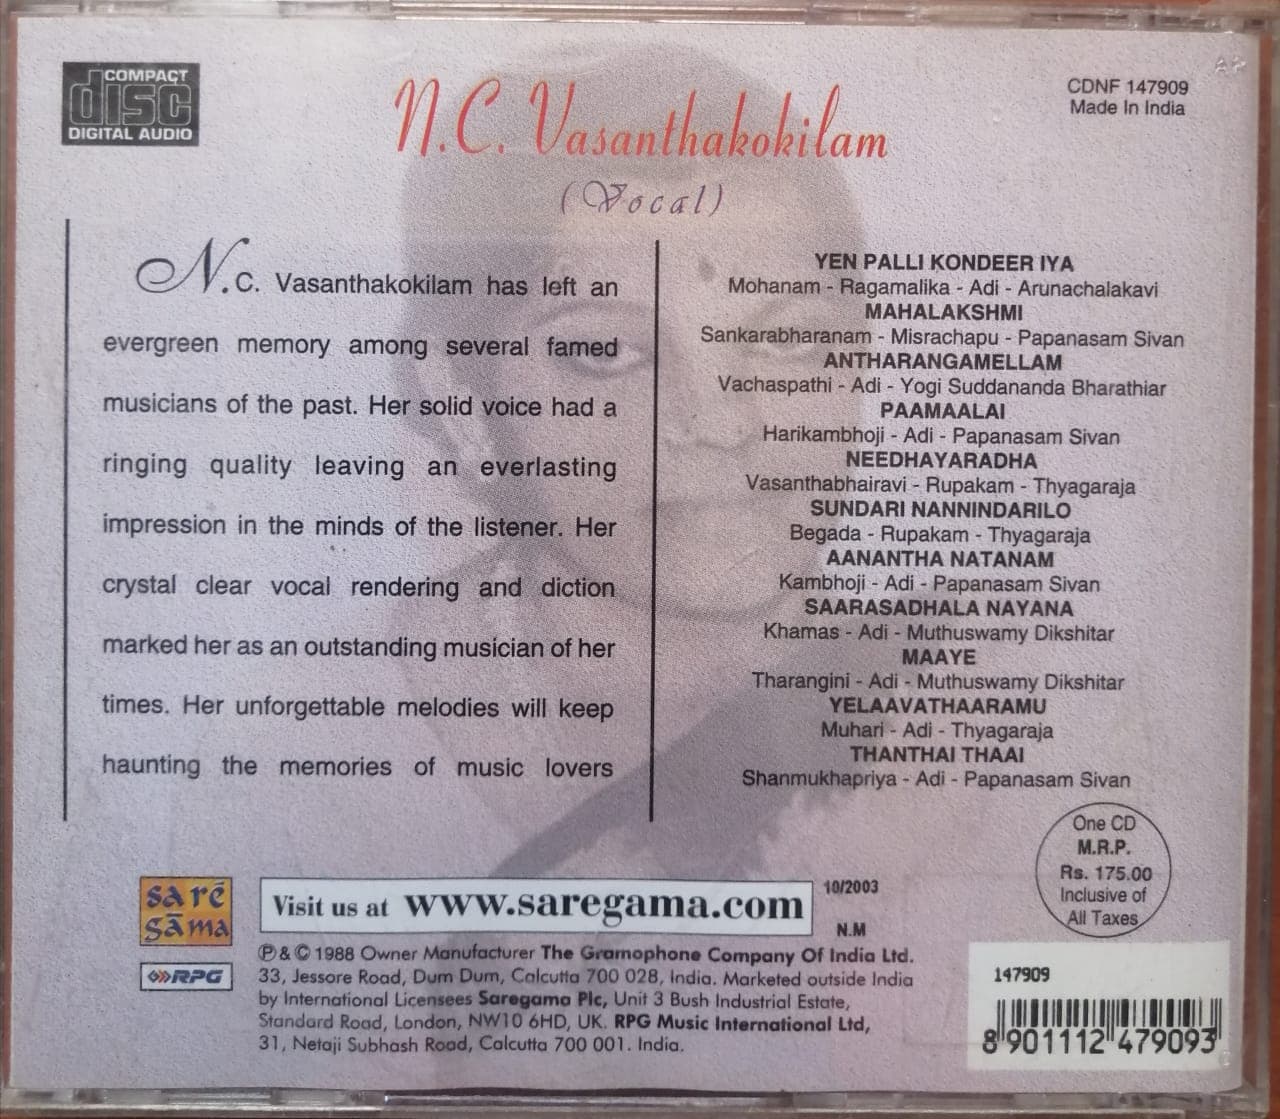 COMPACT
disc
DIGITAL AUDIO
N.C. Vasanthakokilam
(Vocal)
CDNF 147909
Made In India
N.C. Vasanthakokilam has left an
evergreen memory among several famed
musicians of the past. Her solid voice had a
ringing quality leaving an everlasting
impression in the minds of the listener. Her
crystal clear vocal rendering and diction
marked her as an outstanding musician of her
times. Her unforgettable melodies will keep
haunting the memories of music lovers
YEN PALLI KONDEER IYA
Mohanam - Ragamalika - Adi - Arunachalakavi
MAHALAKSHMI
Sankarabharanam - Misrachapu - Papanasam Sivan
ANTHARANGAMELLAM
Vachaspathi - Adi - Yogi Suddananda Bharathiar
PAAMAALAI
Harikambhoji - Adi - Papanasam Sivan
NEEDHAYARADHA
Vasanthabhairavi - Rupakam - Thyagaraja
SUNDARI NANNINDARILO
Begada - Rupakam - Thyagaraja
AANANTHA NATANAM
Kambhoji - Adi - Papanasam Sivan
SAARASADHALA NAYANA
Khamas - Adi - Muthuswamy Dikshitar
MAAYE
Tharangini - Adi - Muthuswamy Dikshitar
YELAAVATHAARAMU
Muhari - Adi - Thyagaraja
THANTHAI THAAI
Shanmukhapriya - Adi - Papanasam Sivan
One CD
M.R.P.
Rs. 175.00
Inclusive of
All Taxes
sa rē
gāma
RPG
Visit us at www.saregama.com
10/2003
N.M
℗ & © 1988 Owner Manufacturer The Gramophone Company Of India Ltd.
33, Jessore Road, Dum Dum, Calcutta 700 028, India. Marketed outside India
by International Licensees Saregama Plc, Unit 3 Bush Industrial Estate,
Standard Road, London, NW10 6HD, UK. RPG Music International Ltd,
31, Netaji Subhash Road, Calcutta 700 001. India.
147909
8 901112 479093